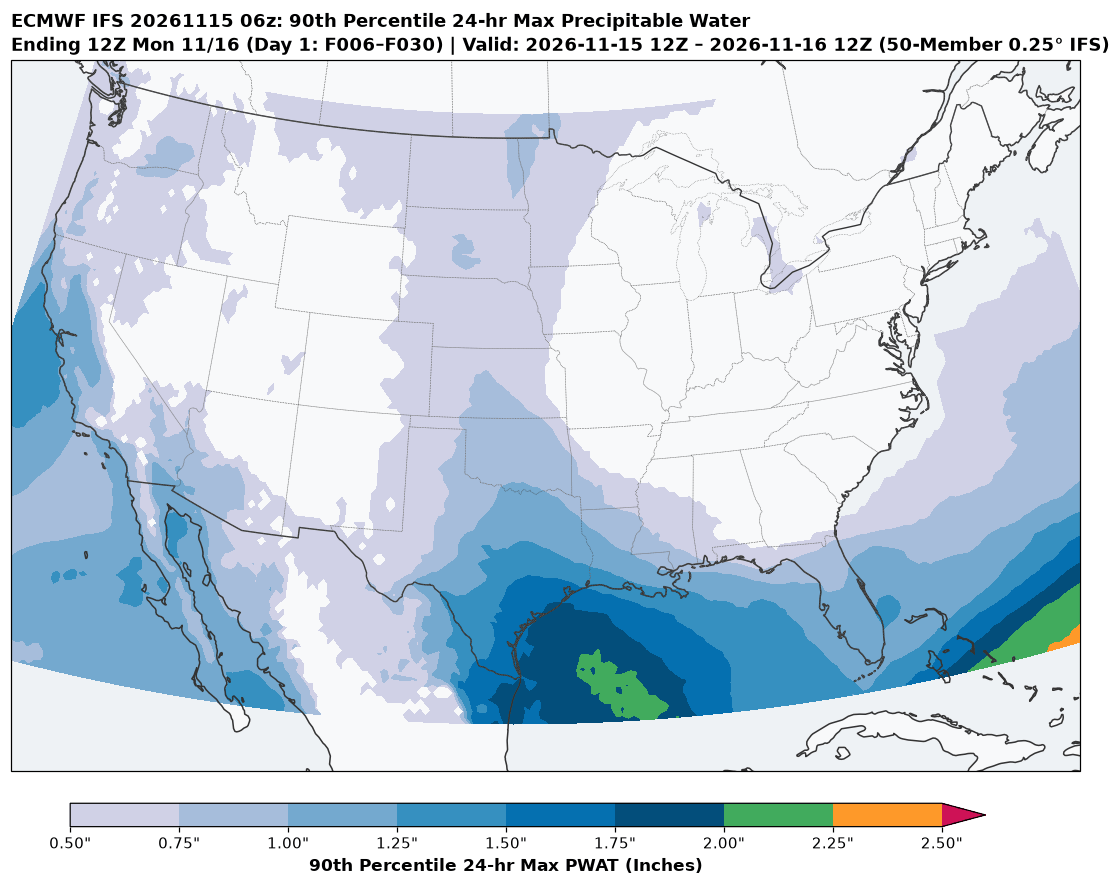 ECMWF IFS 20261115 06z: 90th Percentile 24-hr Max Precipitable Water
Ending 12Z Mon 11/16 (Day 1: F006–F030) | Valid: 2026-11-15 12Z – 2026-11-16 12Z (50-Member 0.25° IFS)
0.50" 0.75" 1.00" 1.25" 1.50" 1.75" 2.00" 2.25" 2.50"
90th Percentile 24-hr Max PWAT (Inches)